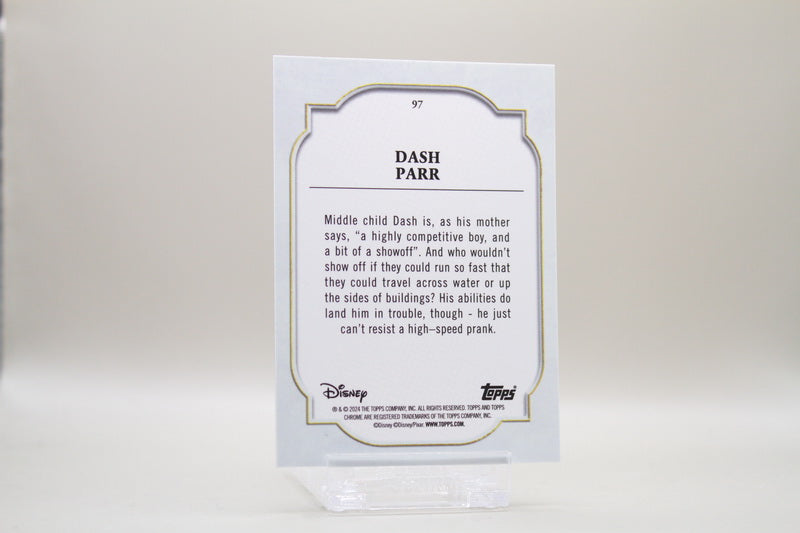 97
DASH
PARR
Middle child Dash is, as his mother
says, “a highly competitive boy, and
a bit of a showoff”. And who wouldn’t
show off if they could run so fast that
they could travel across water or up
the sides of buildings? His abilities do
land him in trouble, though - he just
can’t resist a high–speed prank.
Disney
topps®
® & © 2024 THE TOPPS COMPANY, INC. ALL RIGHTS RESERVED. TOPPS AND TOPPS
CHROME ARE REGISTERED TRADEMARKS OF THE TOPPS COMPANY, INC.
©Disney ©Disney/Pixar. WWW.TOPPS.COM.